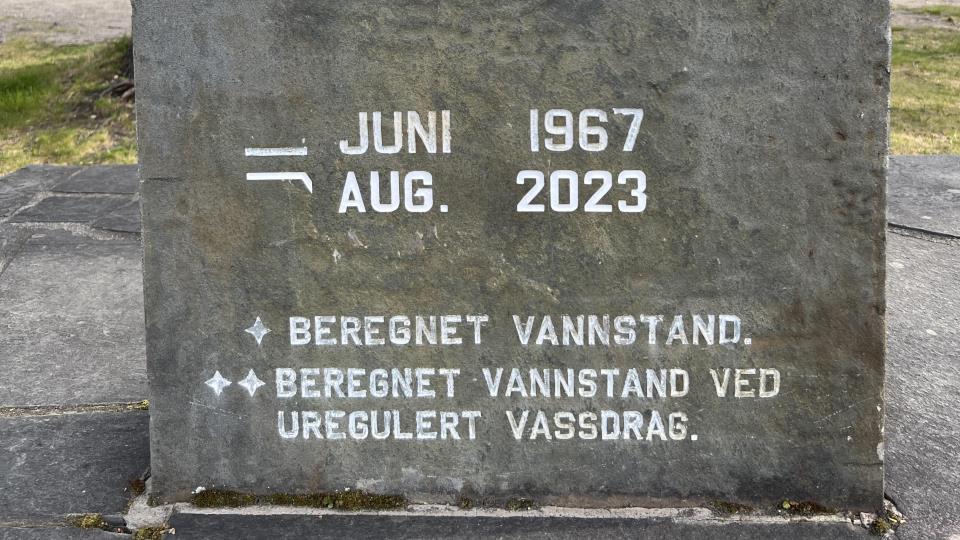 JUNI 1967
AUG. 2023
✦ BEREGNET VANNSTAND.
✦✦ BEREGNET VANNSTAND VED
UREGULERT VASSDRAG.